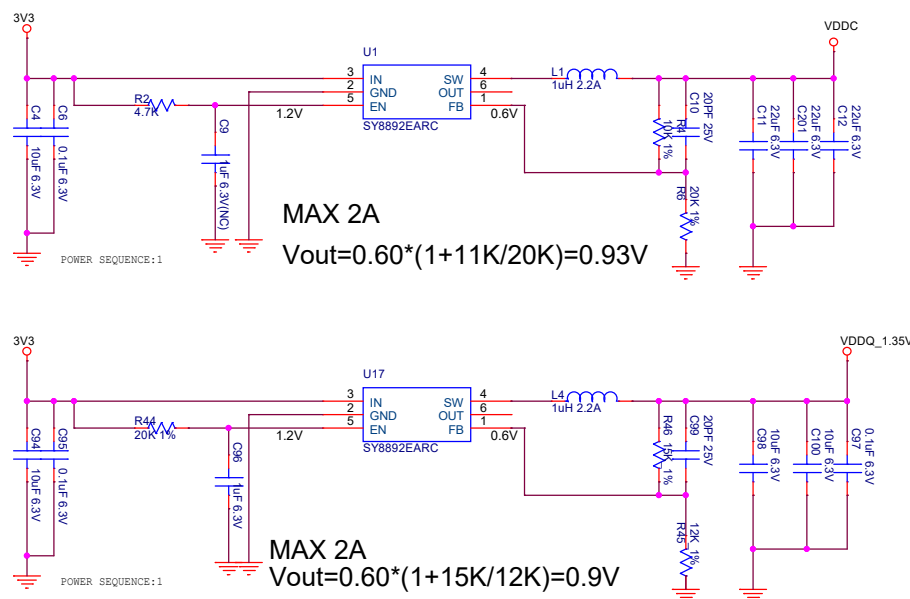 3V3
VDDC
U1
3 IN SW 4
2 GND OUT 6
5 EN FB 1
SY8892EARC
L1
1uH 2.2A
R2
4.7K
1.2V
0.6V
C4
10uF 6.3V
C6
0.1uF 6.3V
C9
1uF 6.3V(NC)
R4
10K 1%
C10
20PF 25V
R6
20K 1%
C11
22uF 6.3V
C201
22uF 6.3V
C12
22uF 6.3V
MAX 2A
Vout=0.60*(1+11K/20K)=0.93V
POWER SEQUENCE:1
3V3
VDDQ_1.35V
U17
3 IN SW 4
2 GND OUT 6
5 EN FB 1
SY8892EARC
L4
1uH 2.2A
R44
20K 1%
1.2V
0.6V
C94
10uF 6.3V
C95
0.1uF 6.3V
C96
1uF 6.3V
R46
15K 1%
C99
20PF 25V
R45
12K 1%
C98
10uF 6.3V
C100
10uF 6.3V
C97
0.1uF 6.3V
MAX 2A
Vout=0.60*(1+15K/12K)=0.9V
POWER SEQUENCE:1